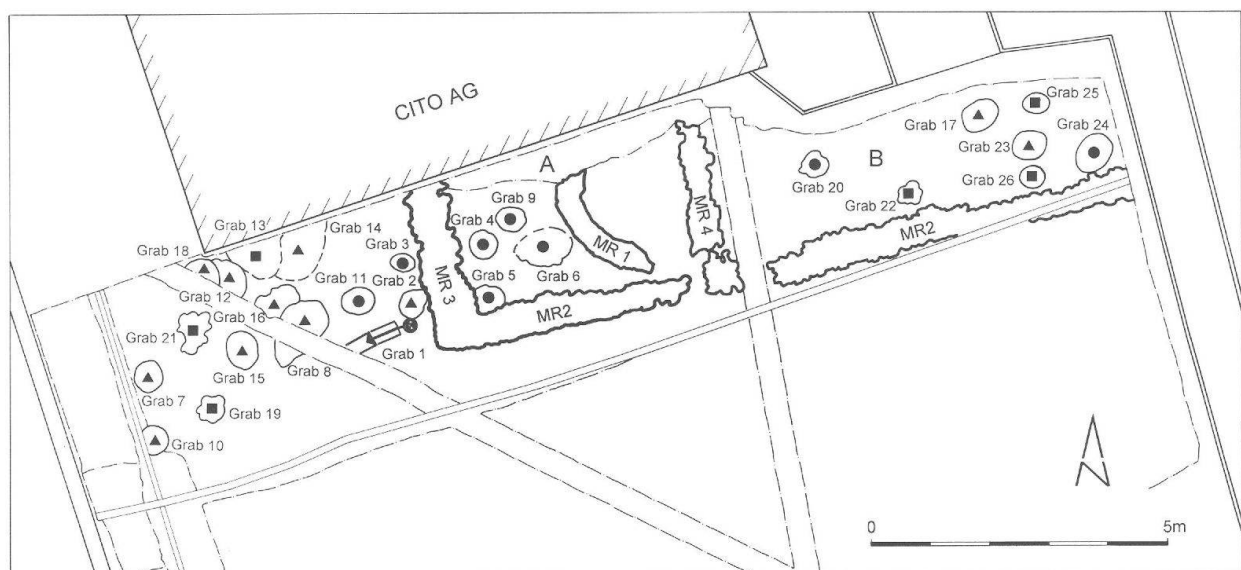 CITO AG
A
B
Grab 25
Grab 17
Grab 24
Grab 23
Grab 26
Grab 20
Grab 22
MR2
MR 4
MR 1
Grab 9
Grab 4
Grab 6
Grab 5
MR 3
MR2
Grab 13
Grab 14
Grab 3
Grab 2
Grab 18
Grab 11
Grab 12
Grab 16
Grab 21
Grab 1
Grab 8
Grab 15
Grab 7
Grab 19
Grab 10
N
0 5m